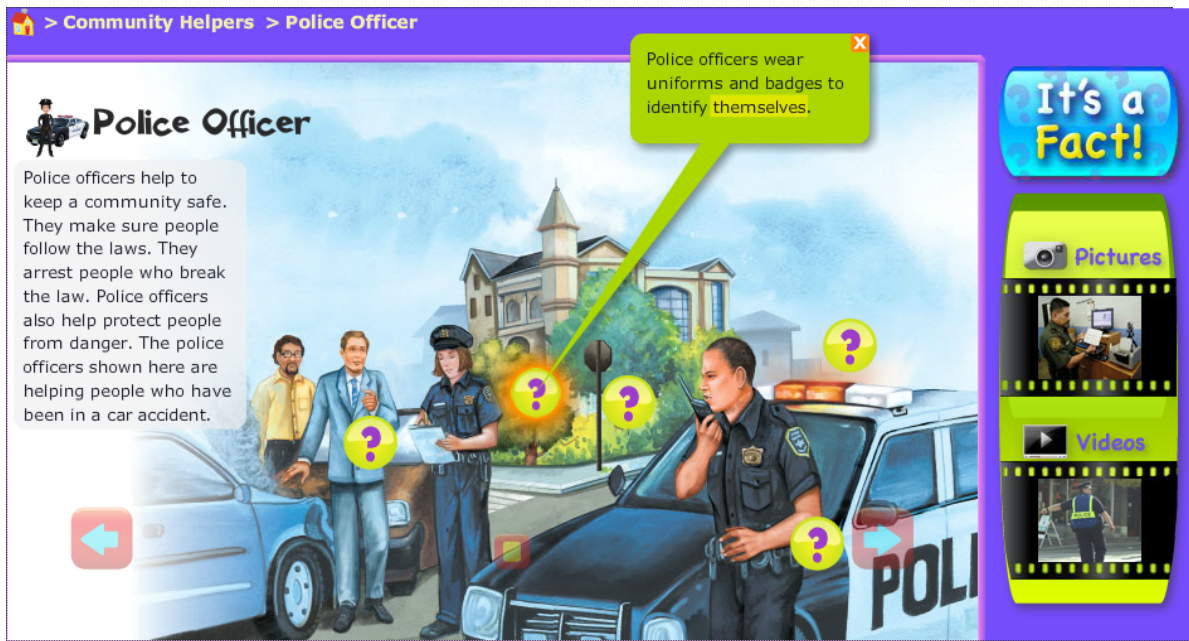 > Community Helpers > Police Officer
Police officers wear
uniforms and badges to
identify themselves.
X
It's a
Fact!
Police Officer
Police officers help to
keep a community safe.
They make sure people
follow the laws. They
arrest people who break
the law. Police officers
also help protect people
from danger. The police
officers shown here are
helping people who have
been in a car accident.
?
?
?
?
?
POLI
Pictures
Videos
POLICE